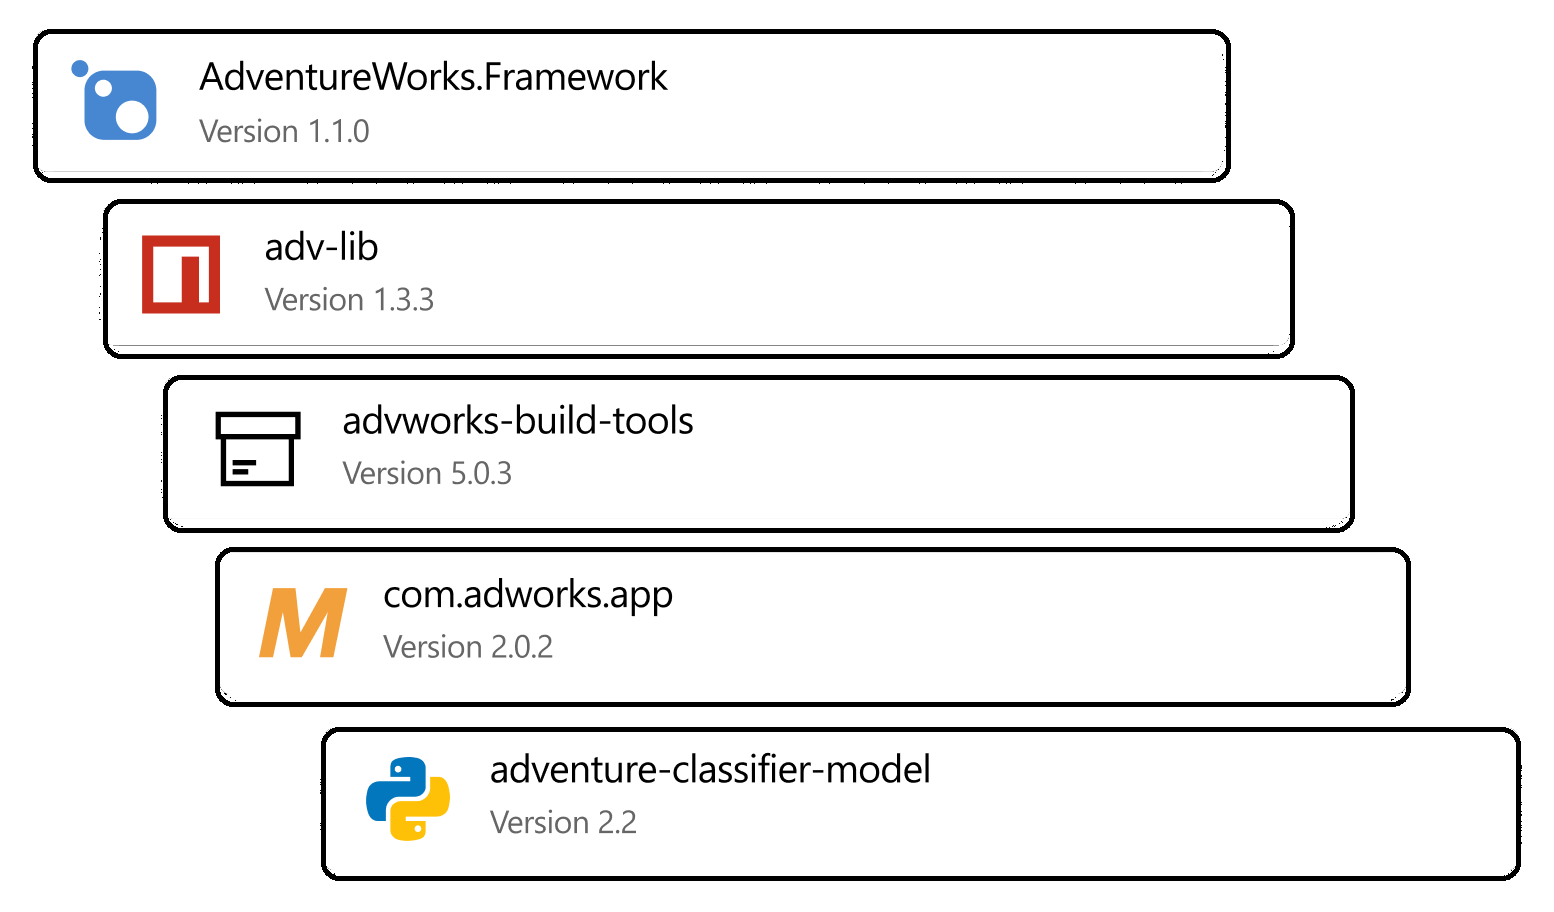 AdventureWorks.Framework
Version 1.1.0
adv-lib
Version 1.3.3
advworks-build-tools
Version 5.0.3
M
com.adworks.app
Version 2.0.2
adventure-classifier-model
Version 2.2